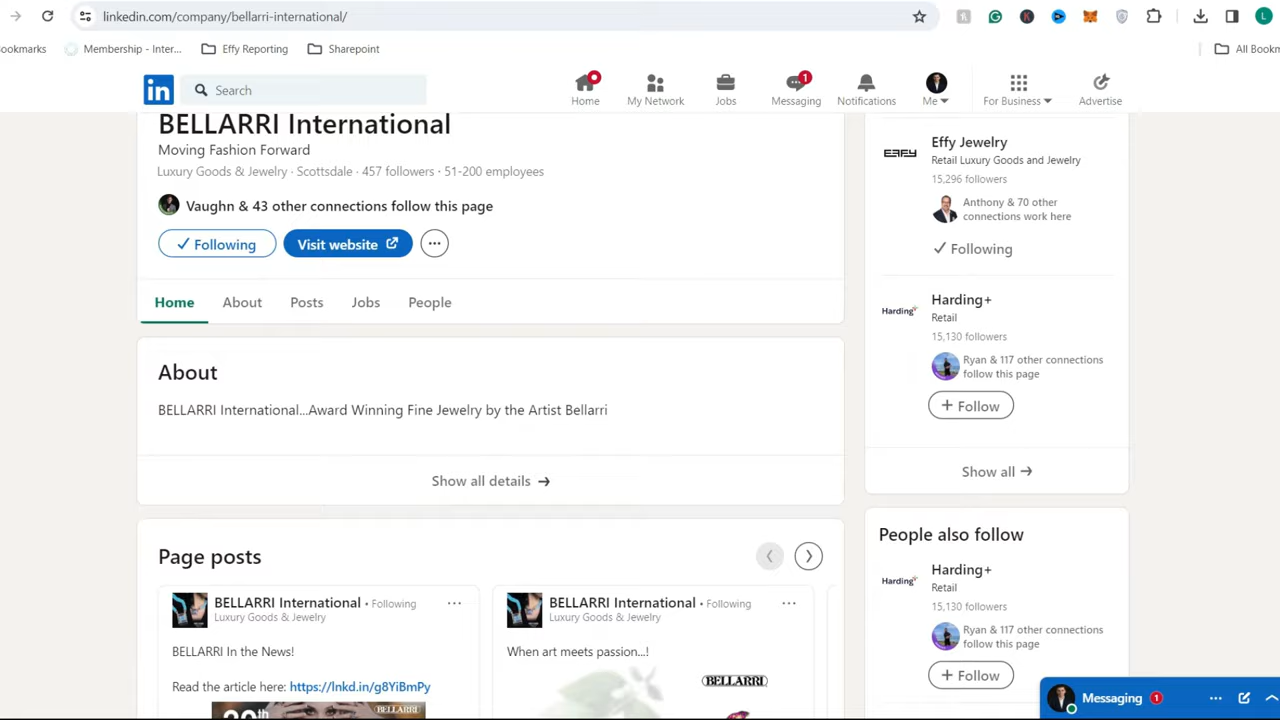 linkedin.com/company/bellarri-international/
L
ookmarks
Membership - Inter...
Effy Reporting
Sharepoint
All Bookm
in
Search
Home
My Network
Jobs
1
Messaging
Notifications
Me
For Business
Advertise
BELLARRI International
Moving Fashion Forward
Luxury Goods & Jewelry · Scottsdale · 457 followers · 51-200 employees
Vaughn & 43 other connections follow this page
Following
Visit website
Home
About
Posts
Jobs
People
About
BELLARRI International...Award Winning Fine Jewelry by the Artist Bellarri
Show all details →
Page posts
BELLARRI International • Following
Luxury Goods & Jewelry
BELLARRI In the News!
Read the article here: https://lnkd.in/g8YiBmPy
BELLARRI
30th
BELLARRI International • Following
Luxury Goods & Jewelry
When art meets passion...!
BELLARRI
EFFY
Effy Jewelry
Retail Luxury Goods and Jewelry
15,296 followers
Anthony & 70 other
connections work here
Following
Harding+
Harding+
Retail
15,130 followers
Ryan & 117 other connections
follow this page
+ Follow
Show all →
People also follow
Harding+
Harding+
Retail
15,130 followers
Ryan & 117 other connections
follow this page
+ Follow
Messaging
1